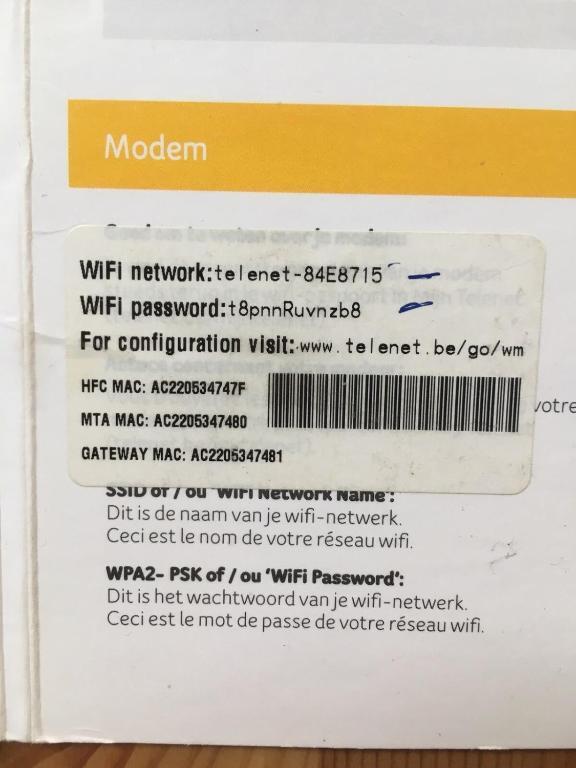 Modem
WiFi network:telenet-84E8715
WiFi password:t8pnnRuvnzb8
For configuration visit:www.telenet.be/go/wm
HFC MAC: AC220534747F
MTA MAC: AC2205347480
GATEWAY MAC: AC2205347481
votre
SSID of / ou 'WiFi Network Name':
Dit is de naam van je wifi-netwerk.
Ceci est le nom de votre réseau wifi.
WPA2- PSK of / ou 'WiFi Password':
Dit is het wachtwoord van je wifi-netwerk.
Ceci est le mot de passe de votre réseau wifi.